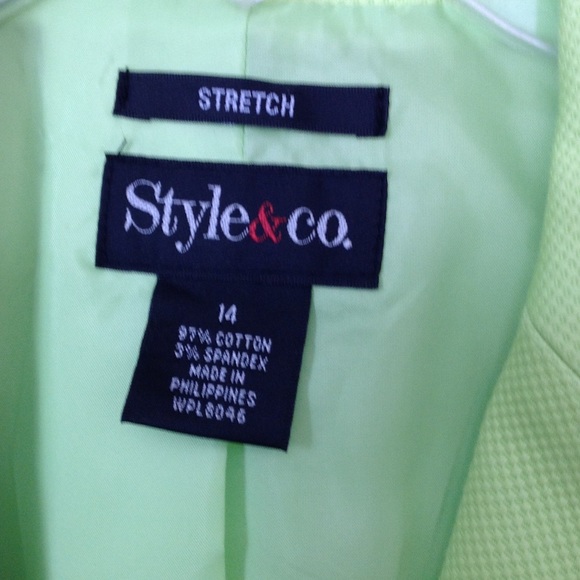 STRETCH
Style&co.
14
97% COTTON
3% SPANDEX
MADE IN
PHILIPPINES
WPL8046